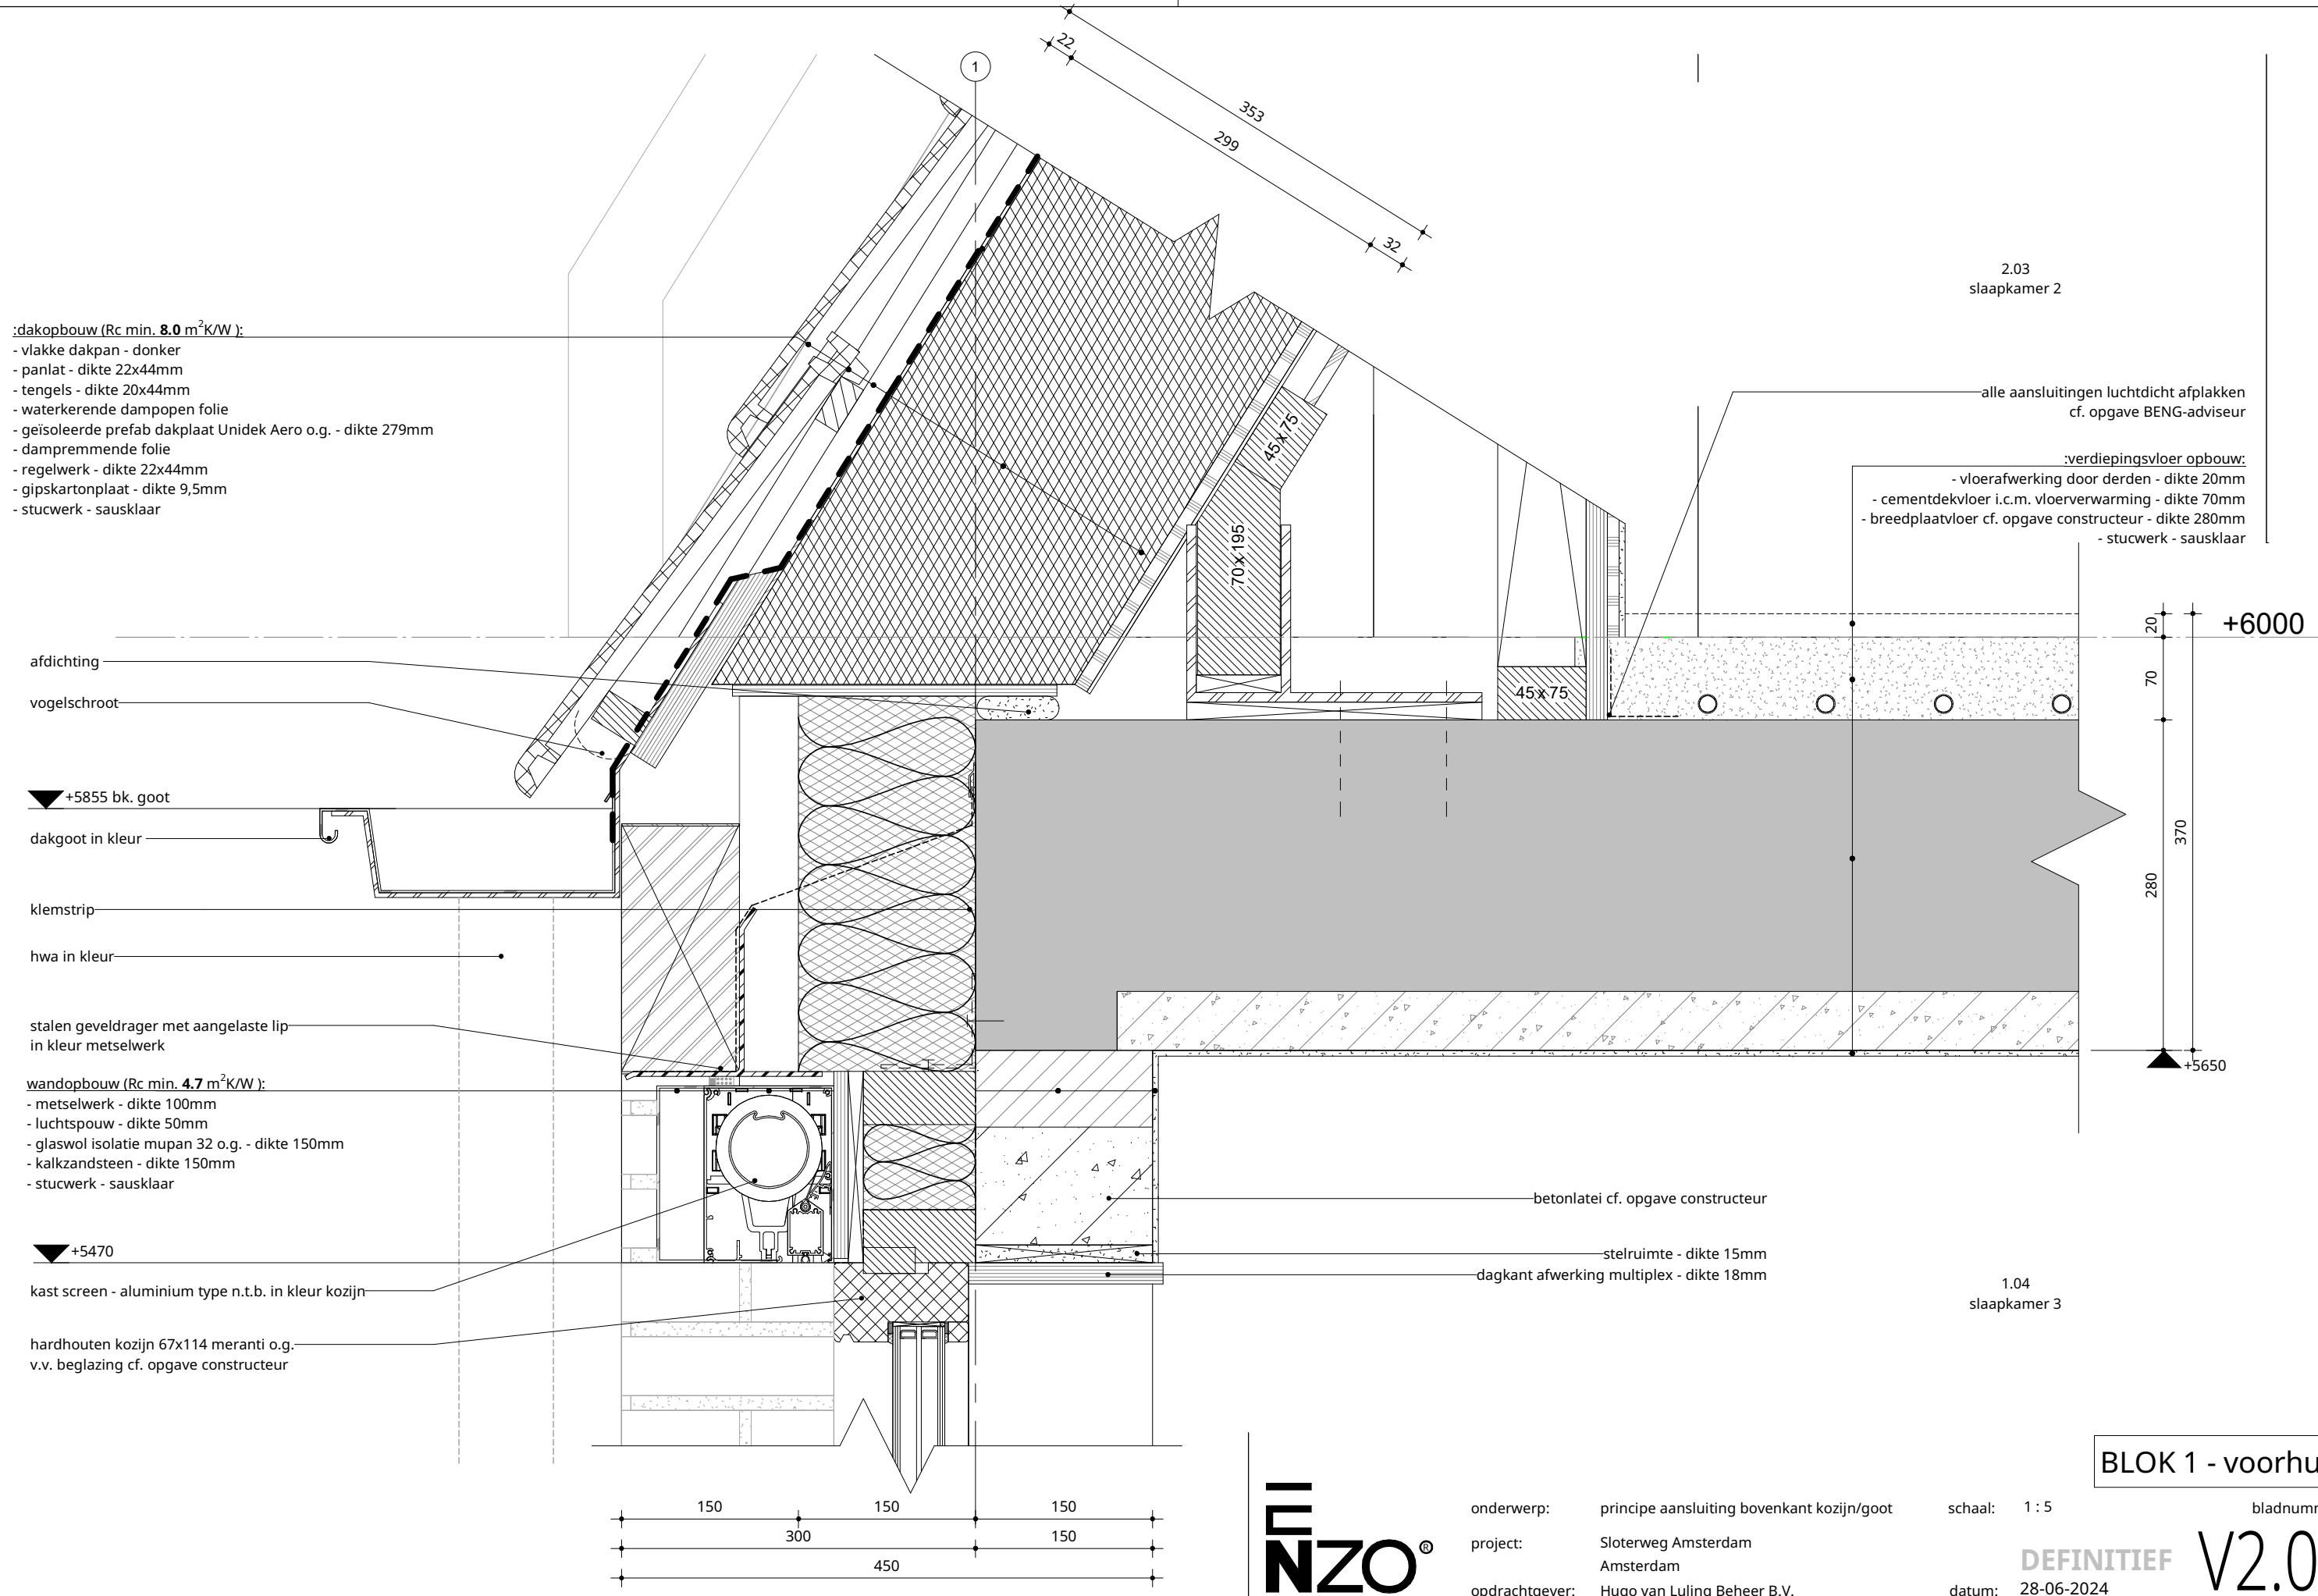 22
353
299
32
1
2.03
slaapkamer 2
:dakopbouw (Rc min. 8.0 m²K/W ):
- vlakke dakpan - donker
- panlat - dikte 22x44mm
- tengels - dikte 20x44mm
- waterkerende dampopen folie
- geïsoleerde prefab dakplaat Unidek Aero o.g. - dikte 279mm
- dampremmende folie
- regelwerk - dikte 22x44mm
- gipskartonplaat - dikte 9,5mm
- stucwerk - sausklaar
alle aansluitingen luchtdicht afplakken
cf. opgave BENG-adviseur
:verdiepingsvloer opbouw:
- vloerafwerking door derden - dikte 20mm
- cementdekvloer i.c.m. vloerverwarming - dikte 70mm
- breedplaatvloer cf. opgave constructeur - dikte 280mm
- stucwerk - sausklaar
45x75
70x195
45x75
20
+6000
70
370
280
+5650
afdichting
vogelschroot
+5855 bk. goot
dakgoot in kleur
klemstrip
hwa in kleur
stalen geveldrager met aangelaste lip
in kleur metselwerk
wandopbouw (Rc min. 4.7 m²K/W ):
- metselwerk - dikte 100mm
- luchtspouw - dikte 50mm
- glaswol isolatie mupan 32 o.g. - dikte 150mm
- kalkzandsteen - dikte 150mm
- stucwerk - sausklaar
+5470
kast screen - aluminium type n.t.b. in kleur kozijn
hardhouten kozijn 67x114 meranti o.g.
v.v. beglazing cf. opgave constructeur
betonlatei cf. opgave constructeur
stelruimte - dikte 15mm
dagkant afwerking multiplex - dikte 18mm
1.04
slaapkamer 3
150 150 150
300 150
450
BLOK 1 - voorhu
ENZO®
onderwerp: principe aansluiting bovenkant kozijn/goot
schaal: 1 : 5
bladnumm
project: Sloterweg Amsterdam
Amsterdam
DEFINITIEF
V2.0
opdrachtgever: Hugo van Luling Beheer B.V.
datum: 28-06-2024